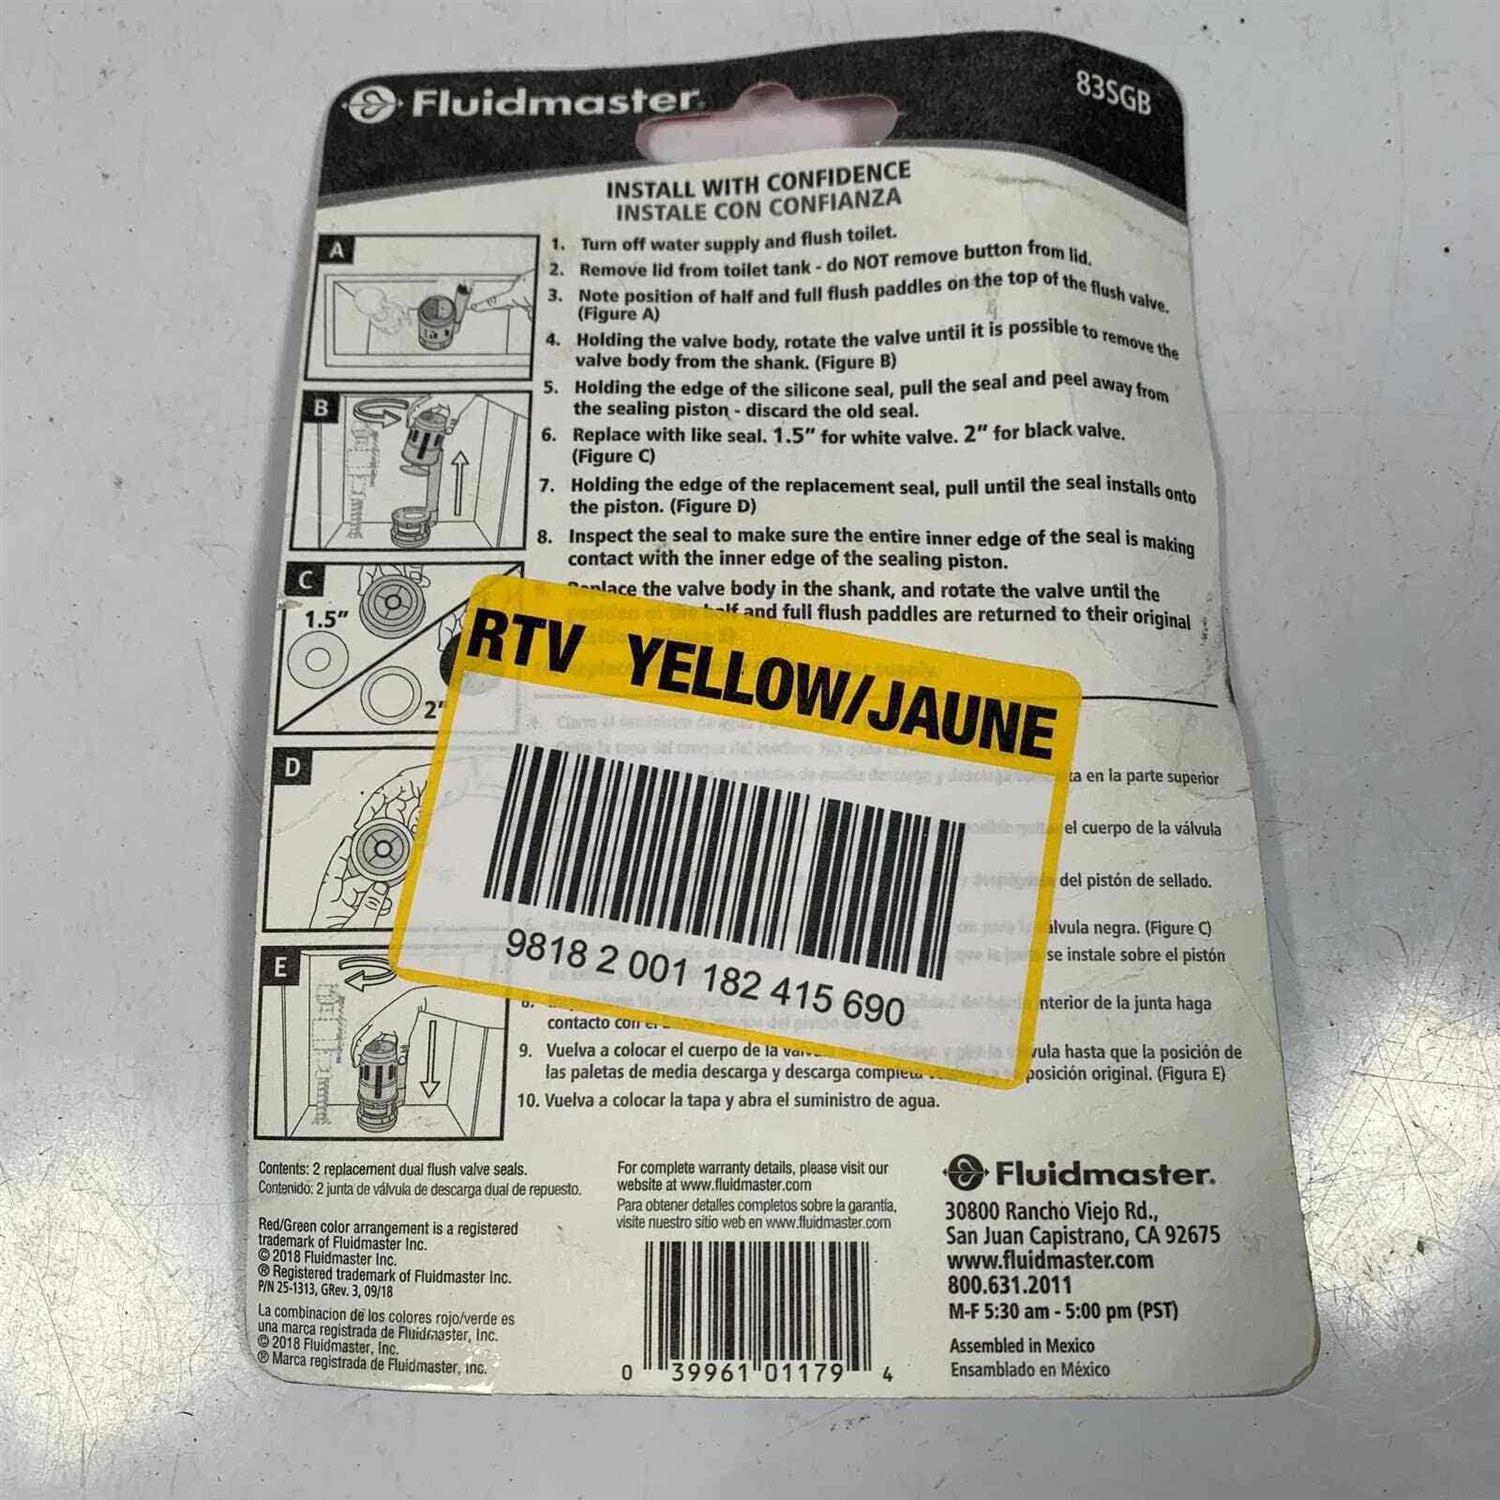 Fluidmaster
83SGB
INSTALL WITH CONFIDENCE
INSTALE CON CONFIANZA
A
1. Turn off water supply and flush toilet.
2. Remove lid from toilet tank - do NOT remove button from lid.
3. Note position of half and full flush paddles on the top of the flush valve.
(Figure A)
4. Holding the valve body, rotate the valve until it is possible to remove the
valve body from the shank. (Figure B)
B
5. Holding the edge of the silicone seal, pull the seal and peel away from
the sealing piston - discard the old seal.
6. Replace with like seal. 1.5" for white valve. 2" for black valve.
(Figure C)
7. Holding the edge of the replacement seal, pull until the seal installs onto
the piston. (Figure D)
8. Inspect the seal to make sure the entire inner edge of the seal is making
contact with the inner edge of the sealing piston.
C
1.5"
2"
the valve body in the shank, and rotate the valve until the
and full flush paddles are returned to their original
RTV YELLOW/JAUNE
9818 2 001 182 415 690
D
en la parte superior
el cuerpo de la válvula
del pistón de sellado.
negra. (Figure C)
se instale sobre el pistón
E
de la junta haga
contacto con
9. Vuelva a colocar el cuerpo de la hasta que la posición de
las paletas de media descarga y descarga posición original. (Figura E)
10. Vuelva a colocar la tapa y abra el suministro de agua.
Contents: 2 replacement dual flush valve seals.
Contenido: 2 junta de válvula de descarga dual de repuesto.
Red/Green color arrangement is a registered
trademark of Fluidmaster Inc.
© 2018 Fluidmaster Inc.
® Registered trademark of Fluidmaster Inc.
P/N 25-1313, GRev. 3, 09/18
La combinacion de los colores rojo/verde es
una marca registrada de Fluidmaster, Inc.
© 2018 Fluidmaster, Inc.
® Marca registrada de Fluidmaster, Inc.
For complete warranty details, please visit our
website at www.fluidmaster.com
Para obtener detalles completos sobre la garantía,
visite nuestro sitio web en www.fluidmaster.com
0 39961 01179 4
Fluidmaster.
30800 Rancho Viejo Rd.,
San Juan Capistrano, CA 92675
www.fluidmaster.com
800.631.2011
M-F 5:30 am - 5:00 pm (PST)
Assembled in Mexico
Ensamblado en México